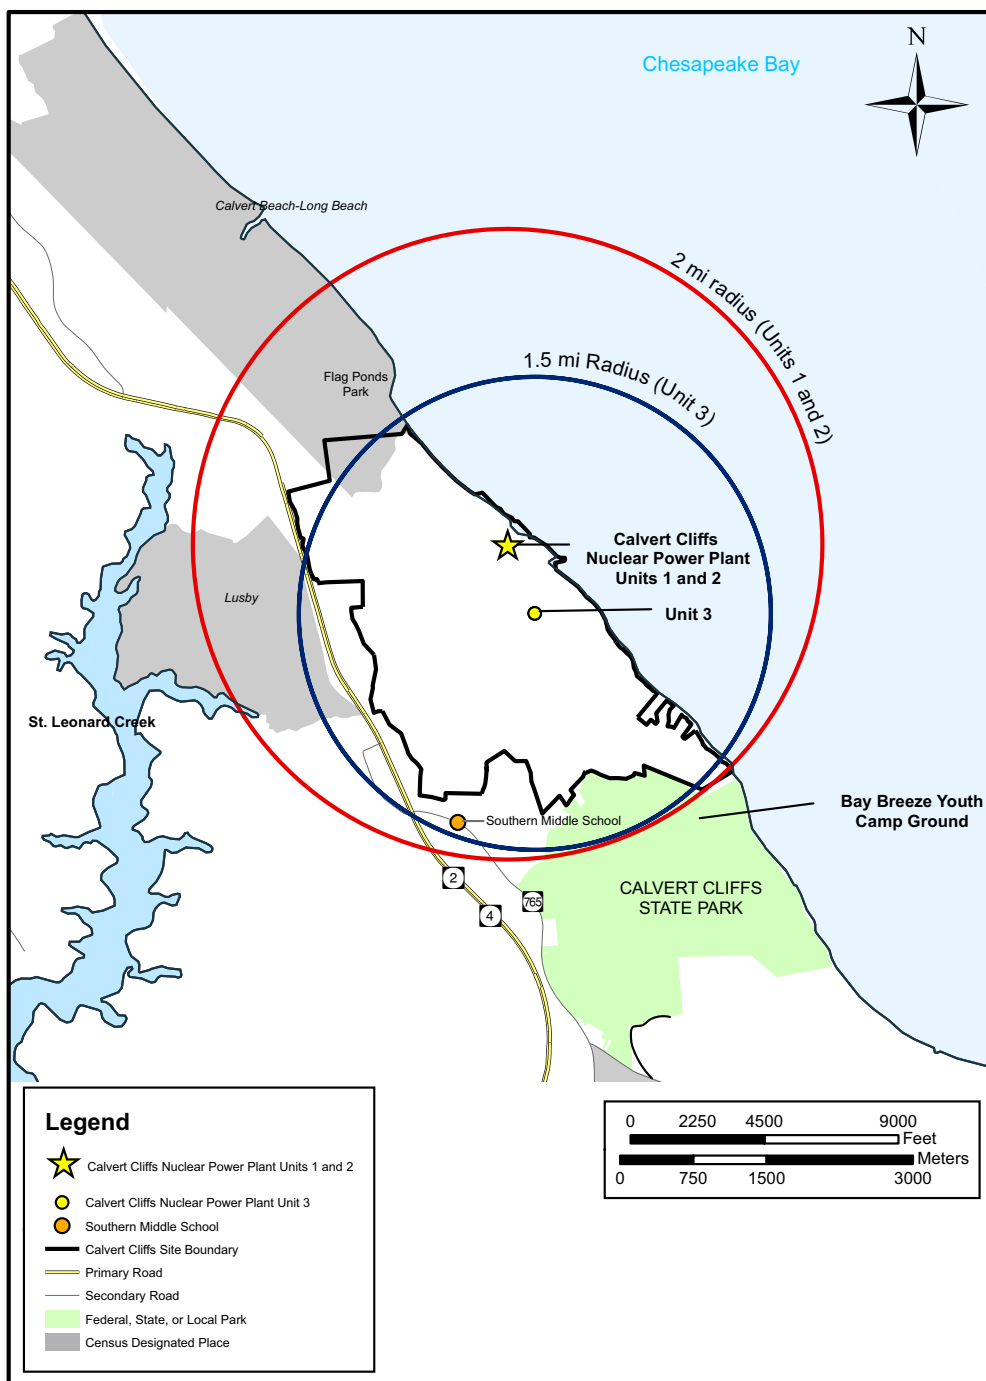 N
Chesapeake Bay
Calvert Beach-Long Beach
2 mi radius (Units 1 and 2)
1.5 mi Radius (Unit 3)
Flag Ponds
Park
Calvert Cliffs
Nuclear Power Plant
Units 1 and 2
Unit 3
Lusby
St. Leonard Creek
Bay Breeze Youth
Camp Ground
Southern Middle School
CALVERT CLIFFS
STATE PARK
2
765
4
Legend
Calvert Cliffs Nuclear Power Plant Units 1 and 2
Calvert Cliffs Nuclear Power Plant Unit 3
Southern Middle School
Calvert Cliffs Site Boundary
Primary Road
Secondary Road
Federal, State, or Local Park
Census Designated Place
0 2250 4500 9000
Feet
Meters
0 750 1500 3000